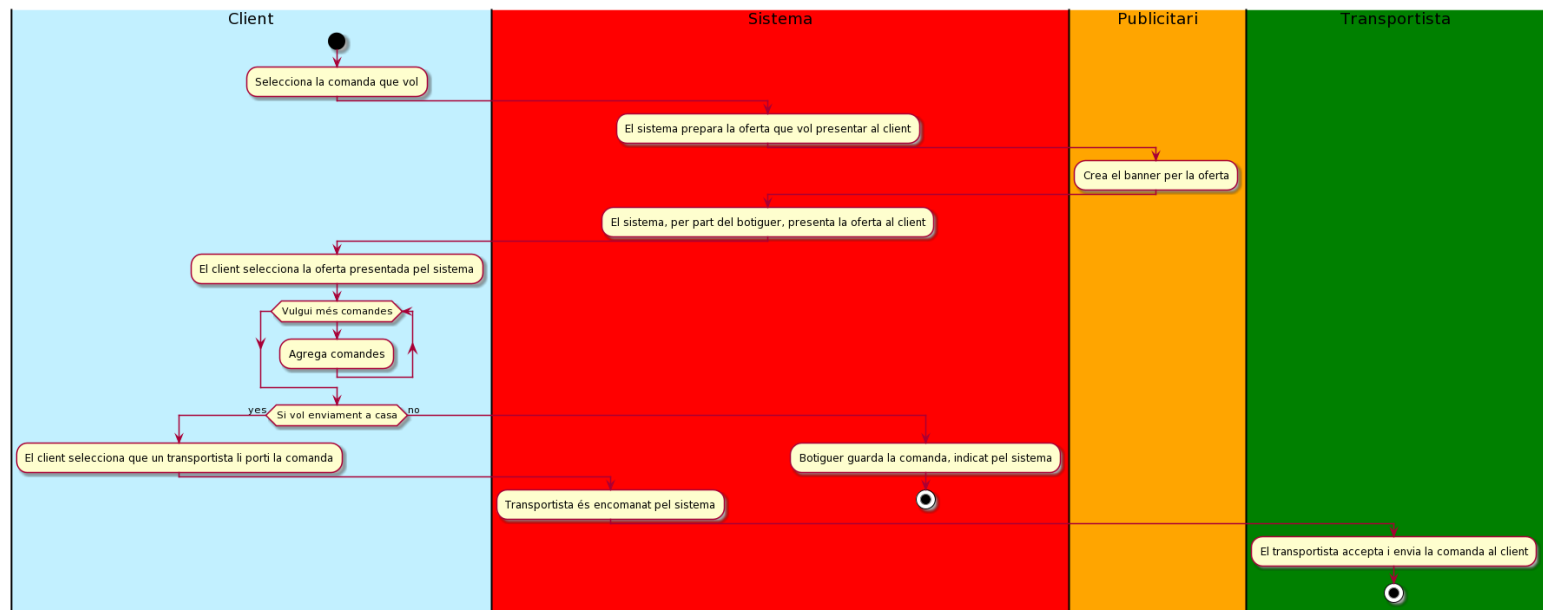 Client
Sistema
Publicitari
Transportista
Selecciona la comanda que vol
El sistema prepara la oferta que vol presentar al client
Crea el banner per la oferta
El sistema, per part del botiguer, presenta la oferta al client
El client selecciona la oferta presentada pel sistema
Vulgui més comandes
Agrega comandes
yes
Si vol enviament a casa
no
El client selecciona que un transportista li porti la comanda
Botiguer guarda la comanda, indicat pel sistema
Transportista és encomanat pel sistema
El transportista accepta i envia la comanda al client